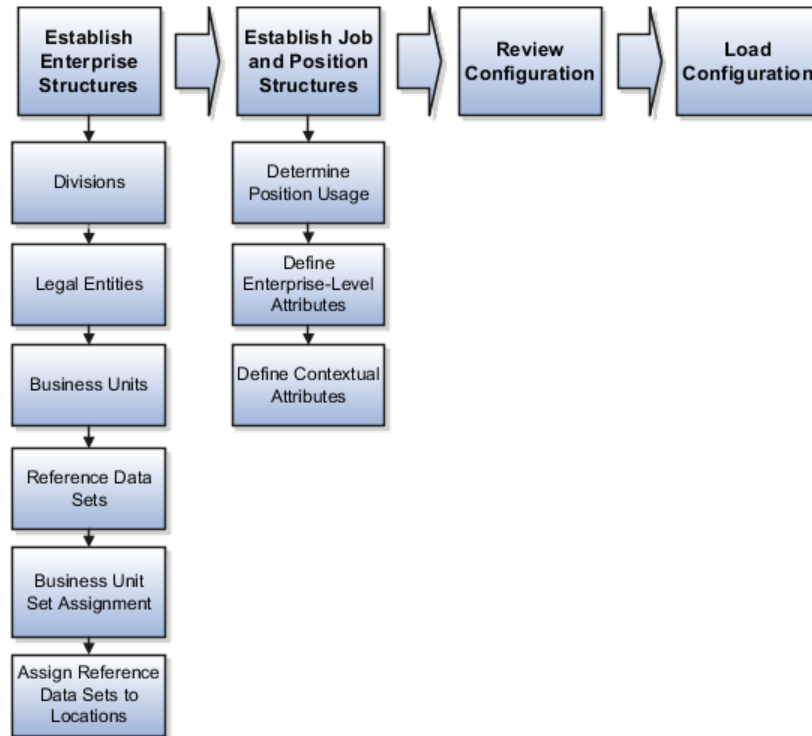 Establish
Enterprise
Structures
Establish Job
and Position
Structures
Review
Configuration
Load
Configuration
Divisions
Legal Entities
Business Units
Reference Data
Sets
Business Unit
Set Assignment
Assign Reference
Data Sets to
Locations
Determine
Position Usage
Define
Enterprise-Level
Attributes
Define Contextual
Attributes